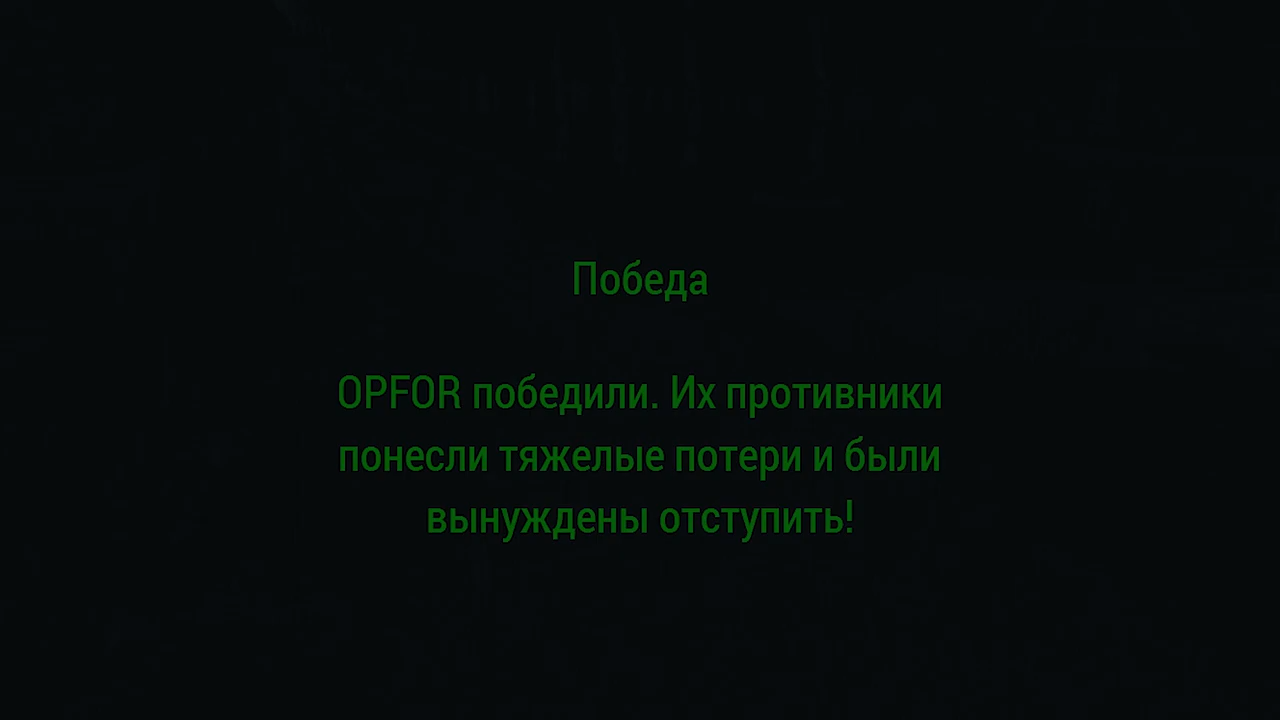 Победа
OPFOR победили. Их противники
понесли тяжелые потери и были
вынуждены отступить!